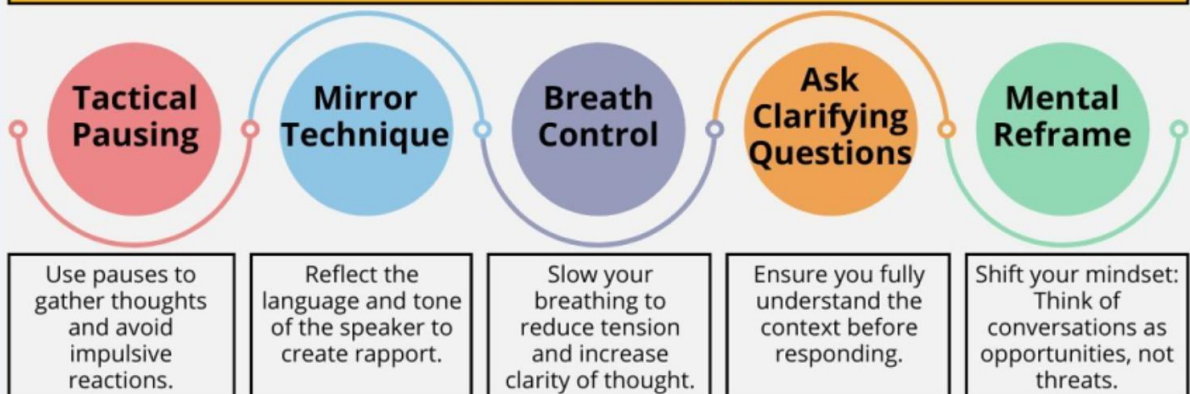 Tactical
Pausing
Mirror
Technique
Breath
Control
Ask
Clarifying
Questions
Mental
Reframe
Use pauses to
gather thoughts
and avoid
impulsive
reactions.
Reflect the
language and tone
of the speaker to
create rapport.
Slow your
breathing to
reduce tension
and increase
clarity of thought.
Ensure you fully
understand the
context before
responding.
Shift your mindset:
Think of
conversations as
opportunities, not
threats.